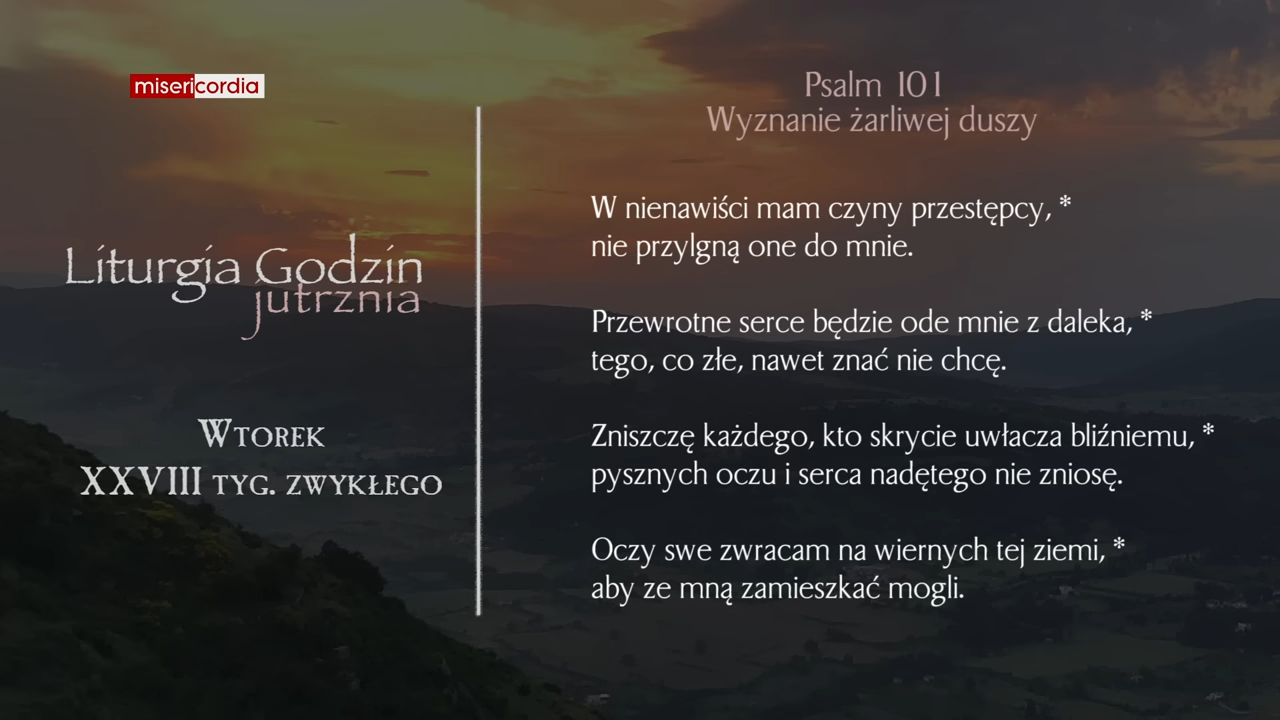 misericordia
Liturgia Godzin
jutrznia
Wtorek
XXVIII tyg. zwykłego
Psalm 101
Wyznanie żarliwej duszy
W nienawiści mam czyny przestępcy, *
nie przylgną one do mnie.
Przewrotne serce będzie ode mnie z daleka, *
tego, co złe, nawet znać nie chcę.
Zniszczę każdego, kto skrycie uwłacza bliźniemu, *
pysznych oczu i serca nadętego nie zniosę.
Oczy swe zwracam na wiernych tej ziemi, *
aby ze mną zamieszkać mogli.